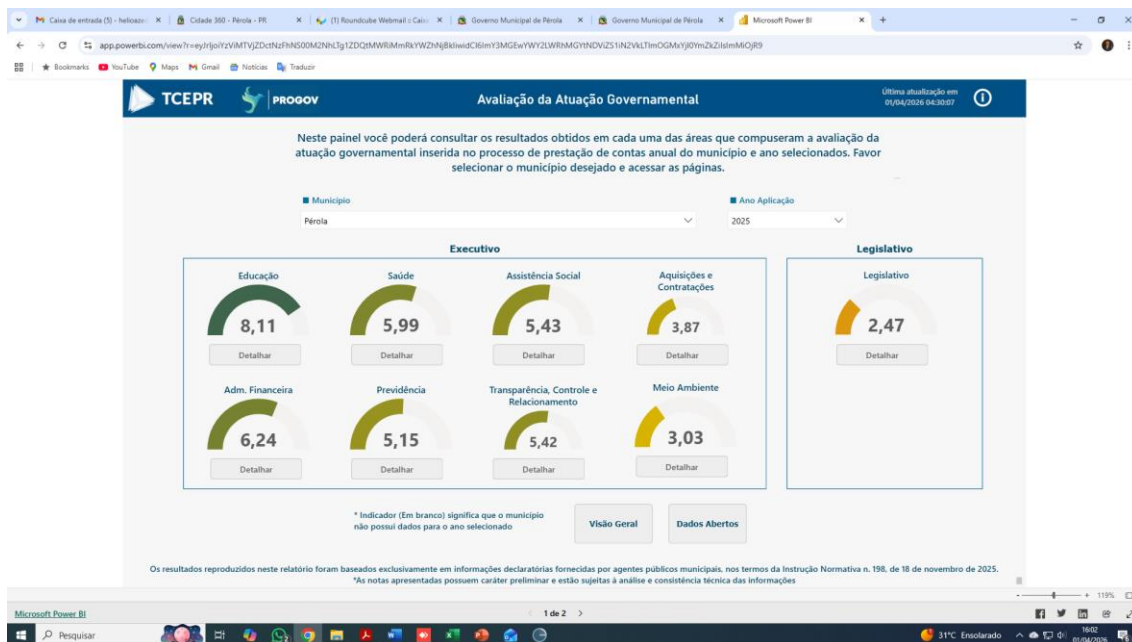 Caixa de entrada (5) - helioazo
Cidade 360 - Pérola - PR
(1) Roundcube Webmail :: Caix
Governo Municipal de Pérola
Governo Municipal de Pérola
Microsoft Power BI
Bookmarks YouTube Maps Gmail Notícias Traduzir
TCEPR PROGOV Avaliação da Atuação Governamental
Última atualização em
01/04/2026 04:30:07
Neste painel você poderá consultar os resultados obtidos em cada uma das áreas que compuseram a avaliação da
atuação governamental inserida no processo de prestação de contas anual do município e ano selecionados. Favor
selecionar o município desejado e acessar as páginas.
Município Ano Aplicação
Pérola 2025
Executivo Legislativo
Educação Saúde Assistência Social Aquisições e
Contratações Legislativo
8,11 5,99 5,43 3,87 2,47
Detalhar Detalhar Detalhar Detalhar Detalhar
Adm. Financeira Previdência Transparência, Controle e
Relacionamento Meio Ambiente
6,24 5,15 5,42 3,03
Detalhar Detalhar Detalhar Detalhar
* Indicador (Em branco) significa que o município
não possui dados para o ano selecionado
Visão Geral Dados Abertos
Os resultados reproduzidos neste relatório foram baseados exclusivamente em informações declaratórias fornecidas por agentes públicos municipais, nos termos da Instrução Normativa n. 198, de 18 de novembro de 2025.
*As notas apresentadas possuem caráter preliminar e estão sujeitas à análise e consistência técnica das informações
119%
Microsoft Power BI 1 de 2
Pesquisar 31°C Ensolarado 16:02
01/04/2026